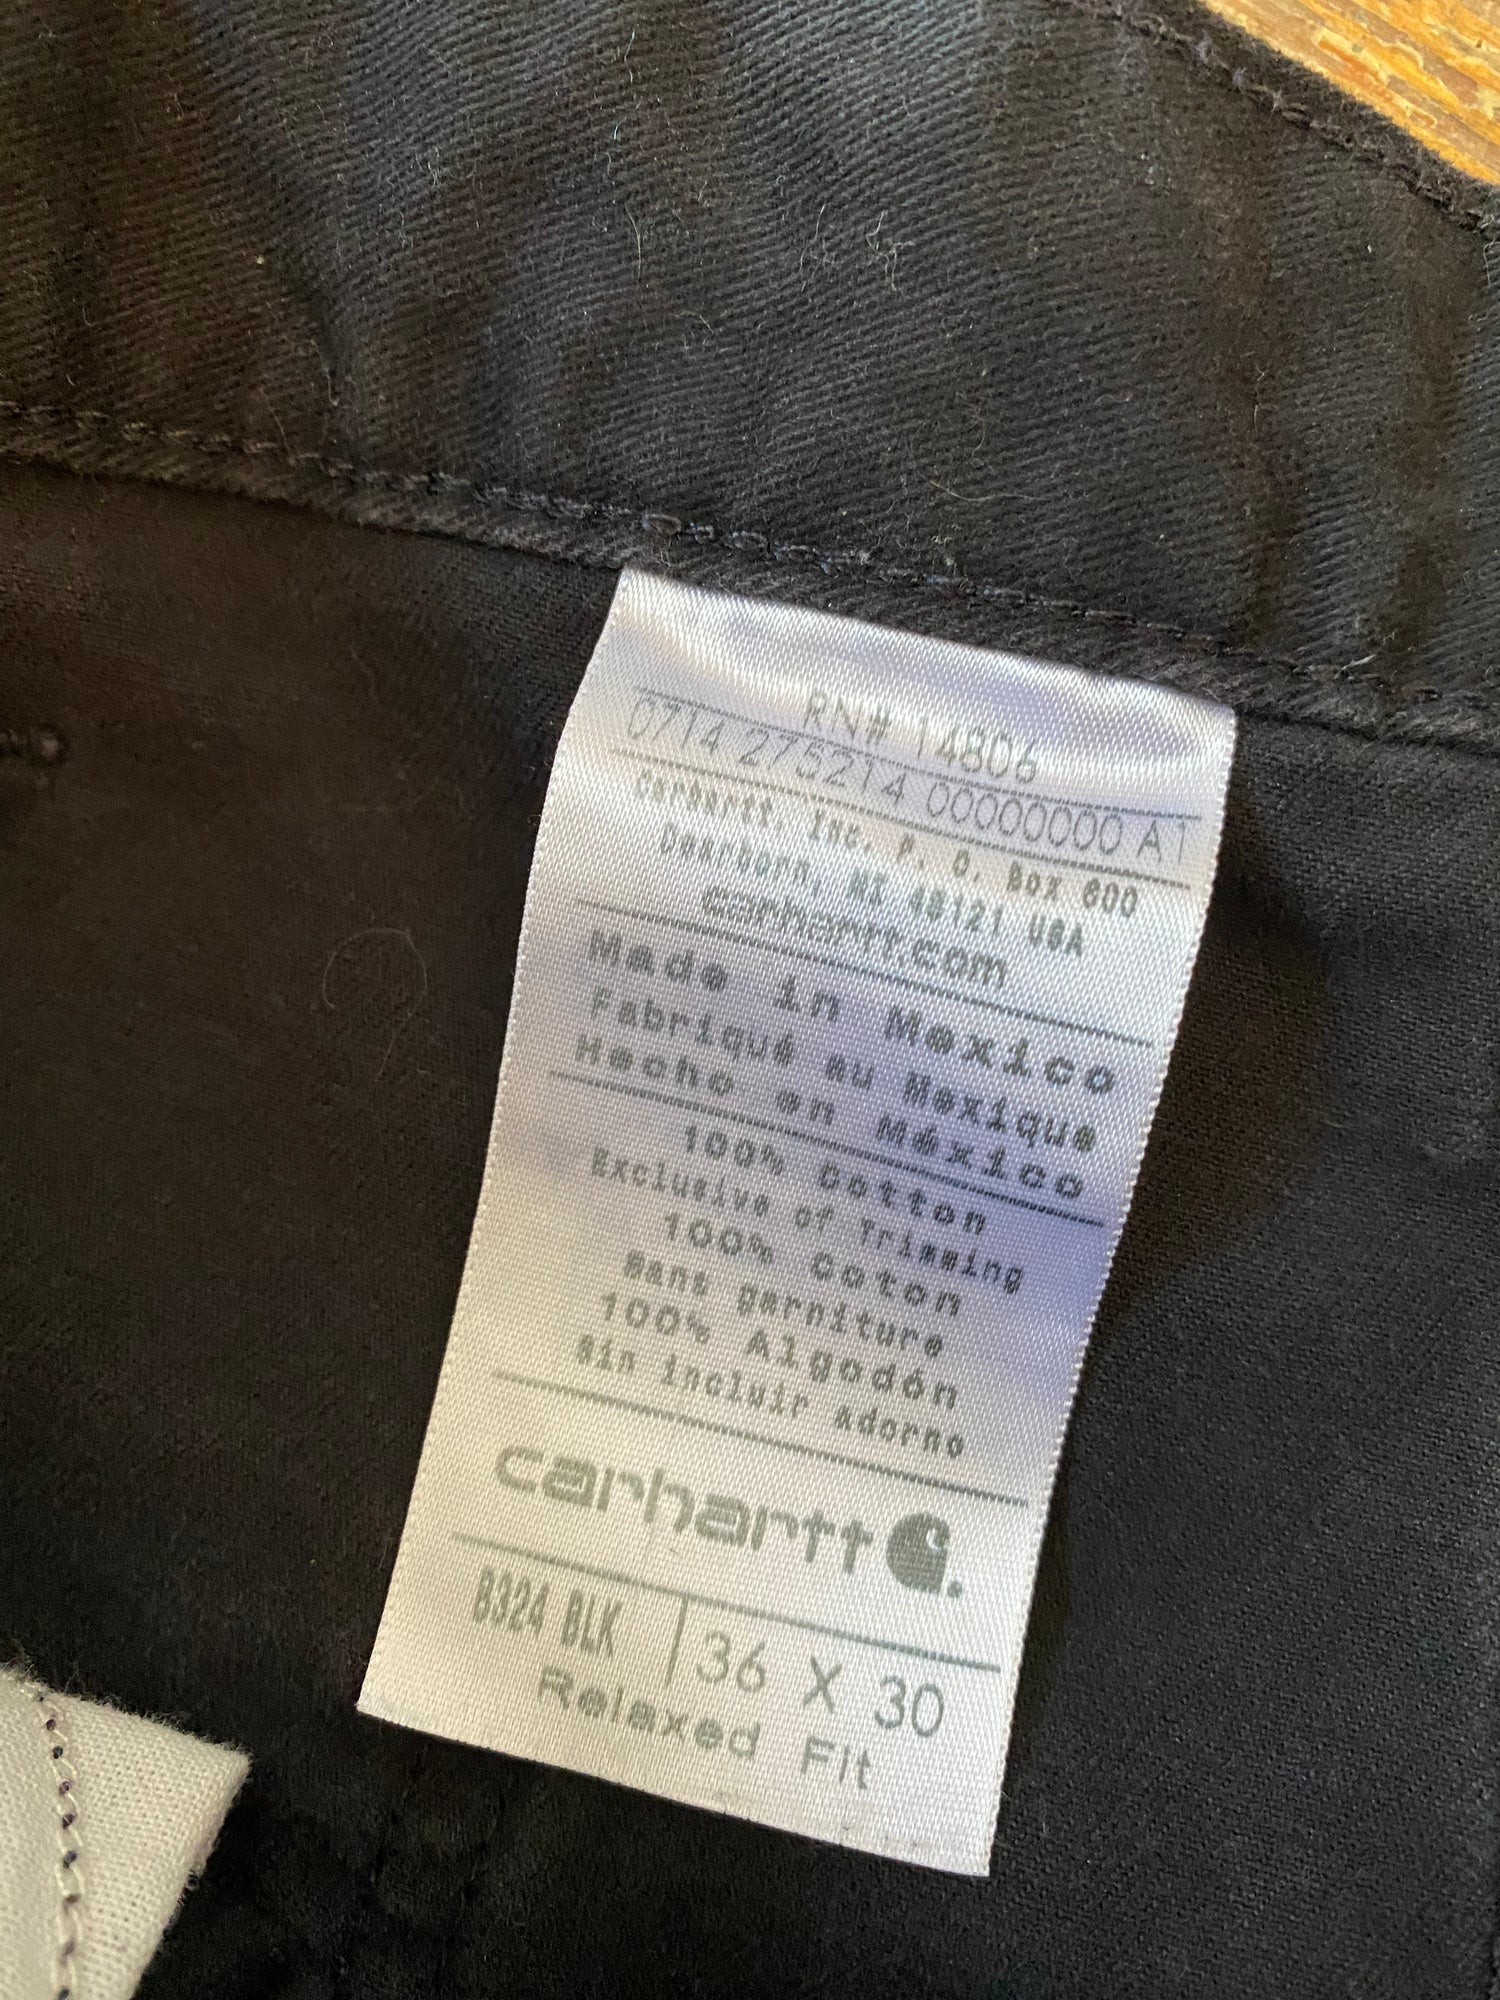 RN# 14806
0714 275214 00000000 A1
Carhartt, Inc. P. O. Box 600
Dearborn, MI 48121 USA
carhartt.com
Made in Mexico
Fabriqué au Mexique
Hecho en México
100% Cotton
Exclusive of Trimming
100% Coton
Sans garniture
100% Algodón
Sin incluir adorno
carhartt
B324 BLK | 36 X 30
Relaxed Fit